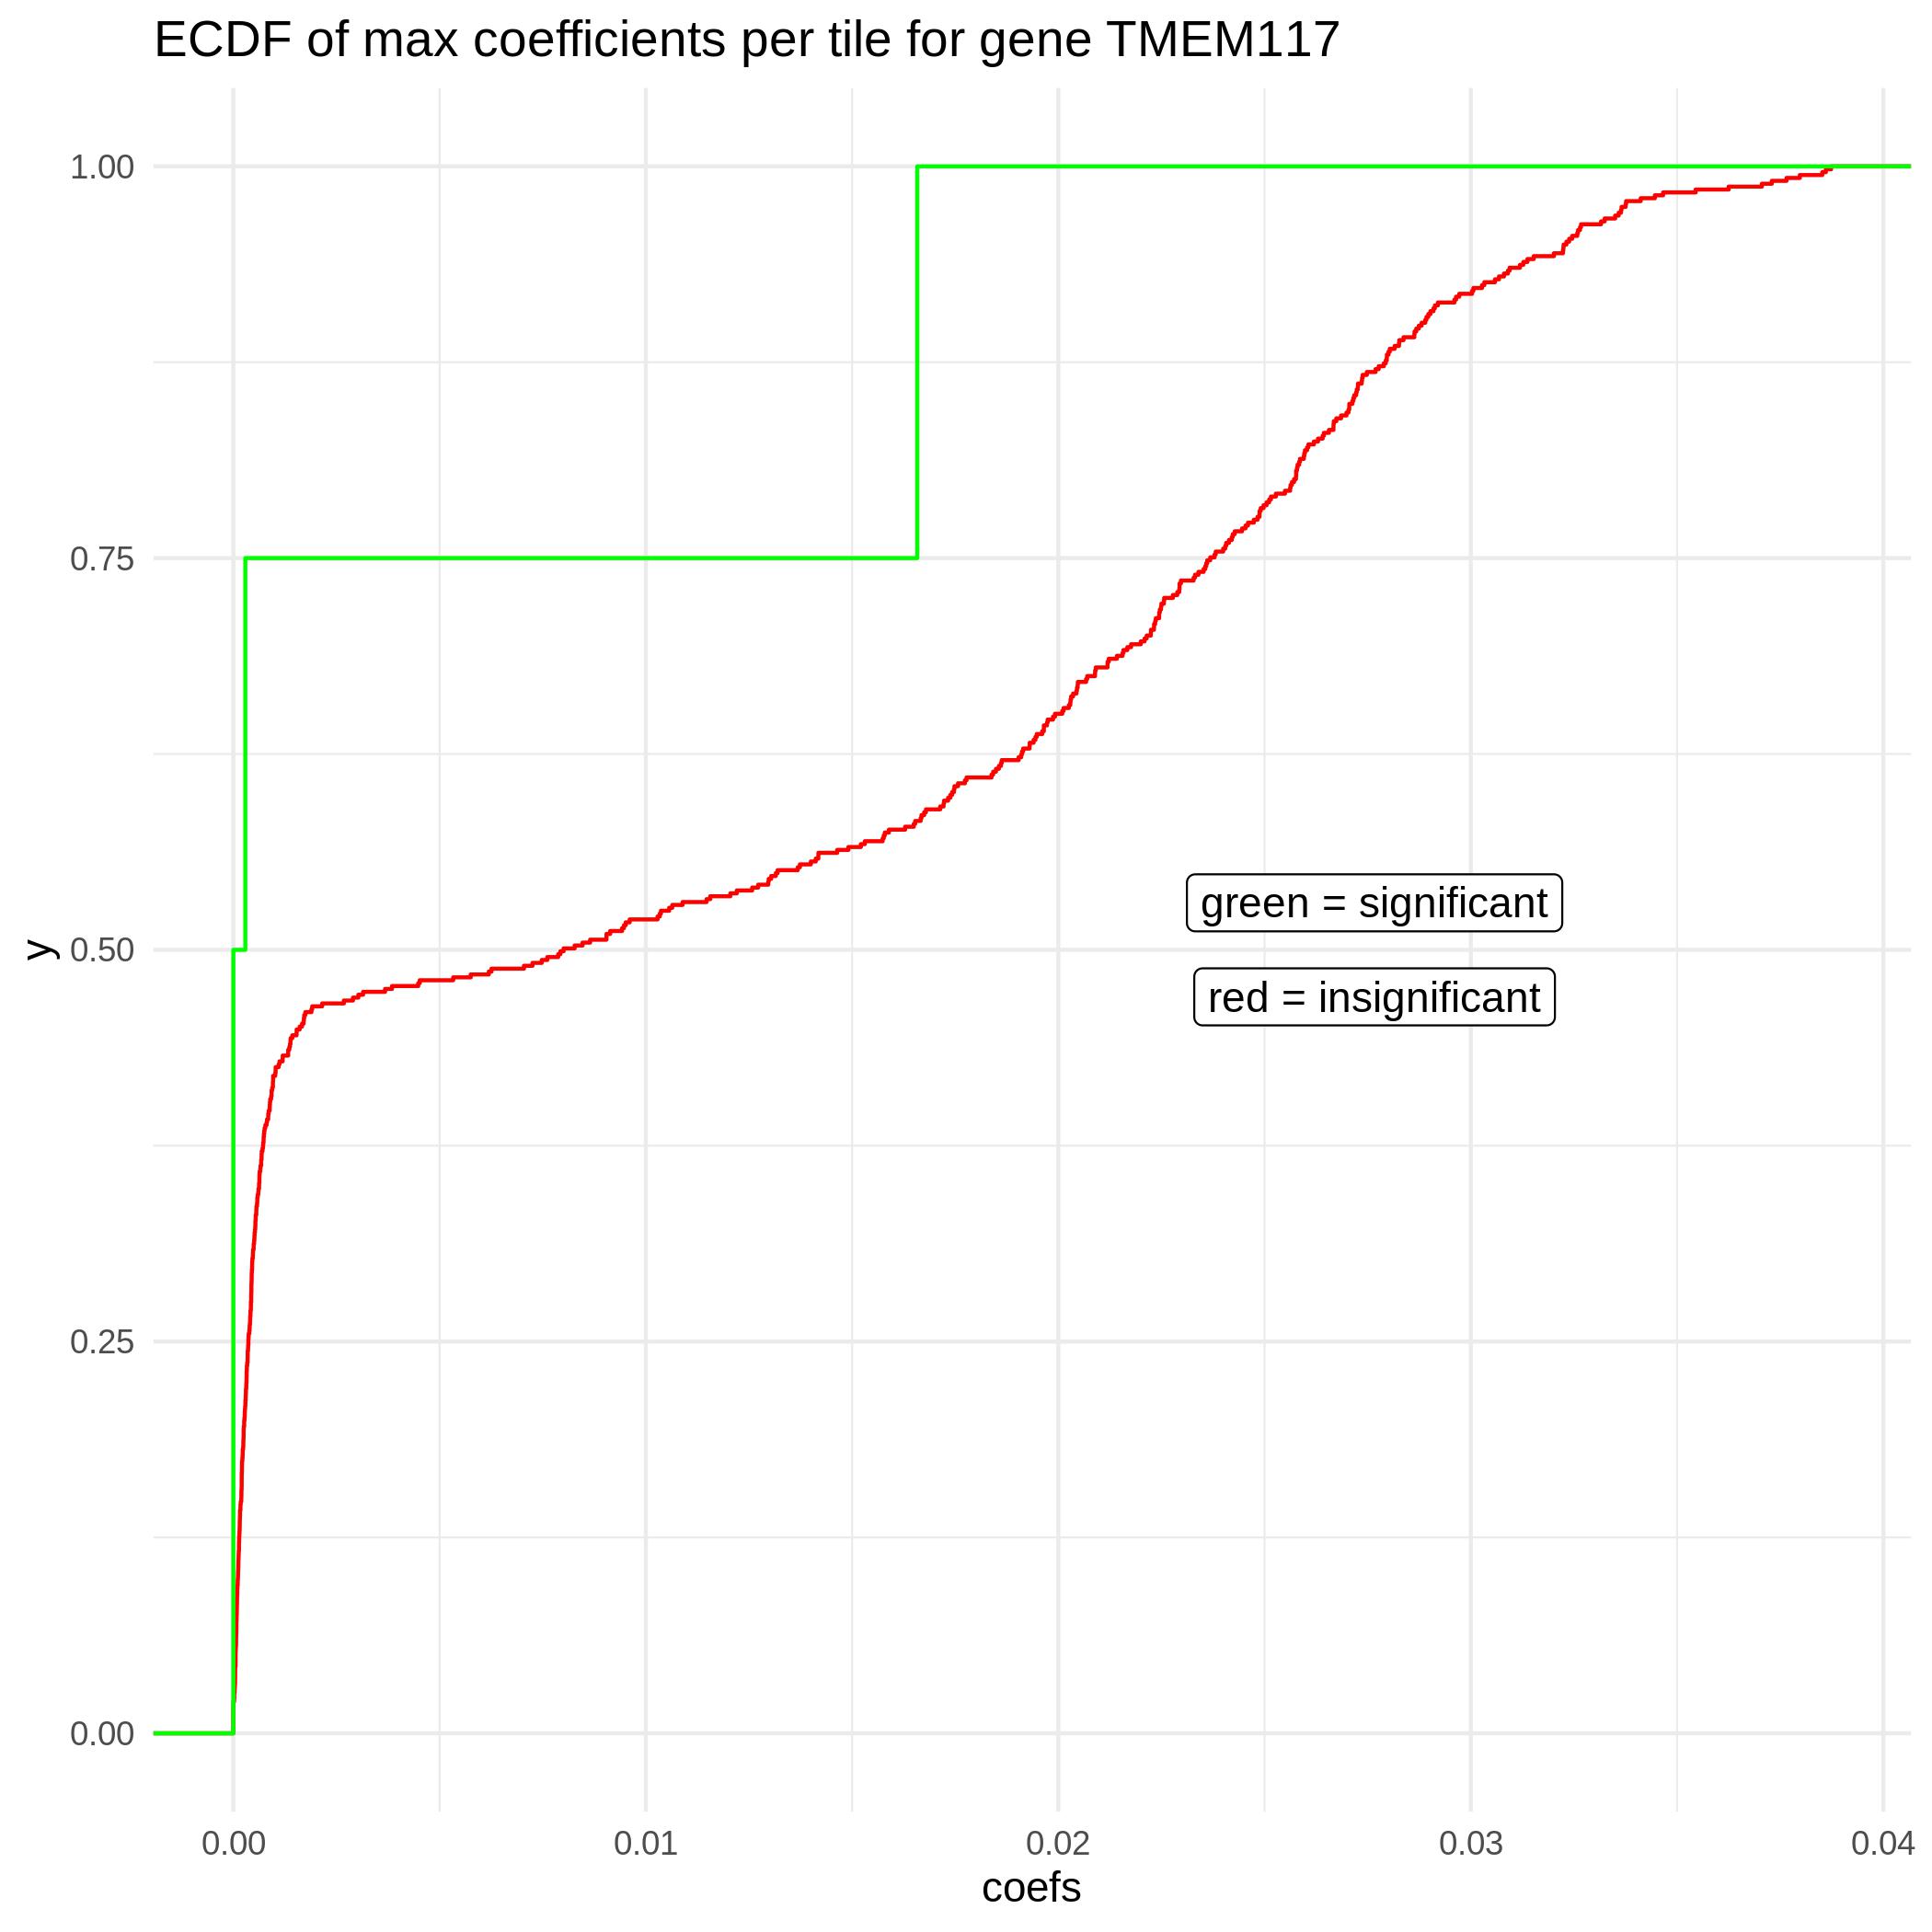 ECDF of max coefficients per tile for gene TMEM117
1.00
0.75
0.50
0.25
0.00
y
green = significant
red = insignificant
0.00
0.01
0.02
0.03
0.04
coefs